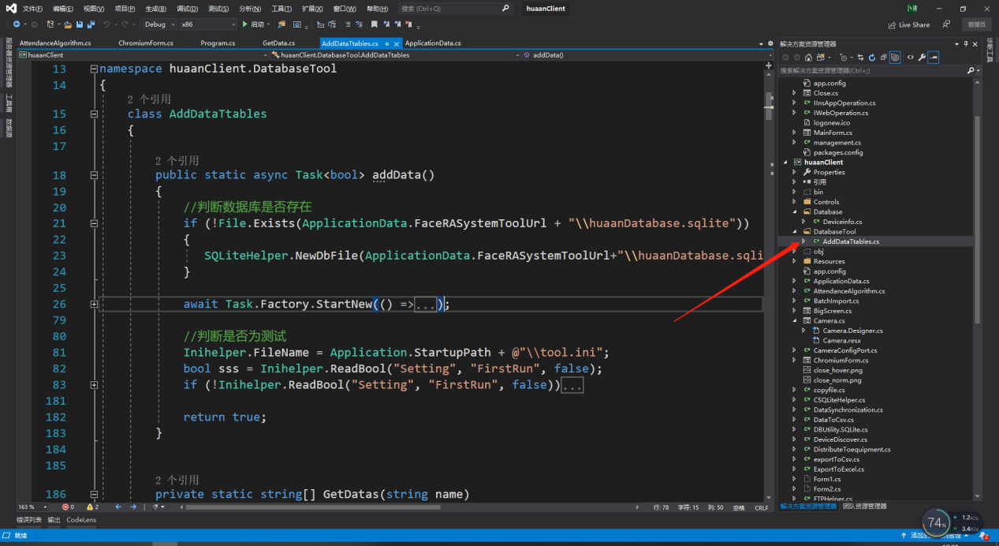 文件(F) 编辑(E) 视图(V) 项目(P) 生成(B) 调试(D) 测试(S) 分析(N) 工具(T) 扩展(X) 窗口(W) 帮助(H) 搜索 (Ctrl+Q) huaanClient
Debug x86 启动 Live Share 管理员
AttendanceAlgorithm.cs ChromiumForm.cs Program.cs GetData.cs AddDataTtables.cs ApplicationData.cs
huaanClient huaanClient.DatabaseTool.AddDataTtables addData()
服务器资源管理器
工具箱
数据源
13 namespace huaanClient.DatabaseTool
14 {
2 个引用
15 class AddDataTtables
16 {
17
2 个引用
18 public static async Task<bool> addData()
19 {
20 //判断数据库是否存在
21 if (!File.Exists(ApplicationData.FaceRASystemToolUrl + "\\huaanDatabase.sqlite"))
22 {
23 SQLiteHelper.NewDbFile(ApplicationData.FaceRASystemToolUrl+"\\huaanDatabase.sqli
24 }
25
26 await Task.Factory.StartNew(() =>...);
79
80 //判断是否为测试
81 Inihelper.FileName = Application.StartupPath + @"\\tool.ini";
82 bool sss = Inihelper.ReadBool("Setting", "FirstRun", false);
83 if (!Inihelper.ReadBool("Setting", "FirstRun", false))...
181
182 return true;
183 }
184
185
2 个引用
186 private static string[] GetDatas(string name)
163 % 0 2 行: 78 字符: 15 列: 50 空格 CRLF
错误列表 输出 CodeLens
就绪
解决方案资源管理器
搜索解决方案资源管理器(Ctrl+;)
app.config
Close.cs
IInsAppOperation.cs
IWebOperation.cs
logonew.ico
MainForm.cs
management.cs
packages.config
huaanClient
Properties
引用
bin
Controls
Database
Deviceinfo.cs
DatabaseTool
AddDataTtables.cs
obj
Resources
app.config
ApplicationData.cs
AttendanceAlgorithm.cs
BatchImport.cs
BigScreen.cs
Camera.cs
Camera.Designer.cs
Camera.resx
CameraConfigPort.cs
ChromiumForm.cs
close_hover.png
close_norm.png
copyfile.cs
CSQLiteHelper.cs
DataSynchronization.cs
DataToCsv.cs
DBUtility.SQLite.cs
DeviceDiscover.cs
DistributeToequipment.cs
exportToCsv.cs
ExportToExcel.cs
Form1.cs
Form2.cs
FTPHelper.cs
解决方案资源管理器 团队资源管理器
74%
1.2K/s
3.4K/s
2